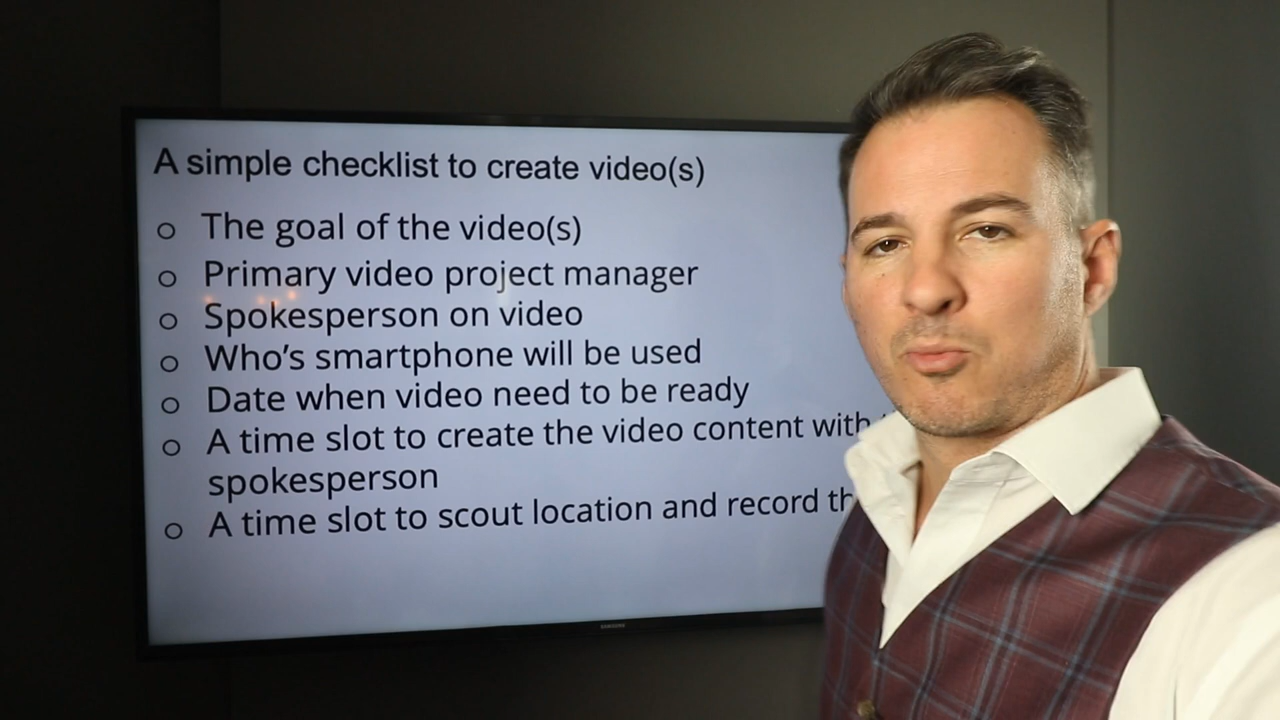 A simple checklist to create video(s)
The goal of the video(s)
Primary video project manager
Spokesperson on video
Who's smartphone will be used
Date when video need to be ready
A time slot to create the video content with
spokesperson
A time slot to scout location and record
SAMSUNG